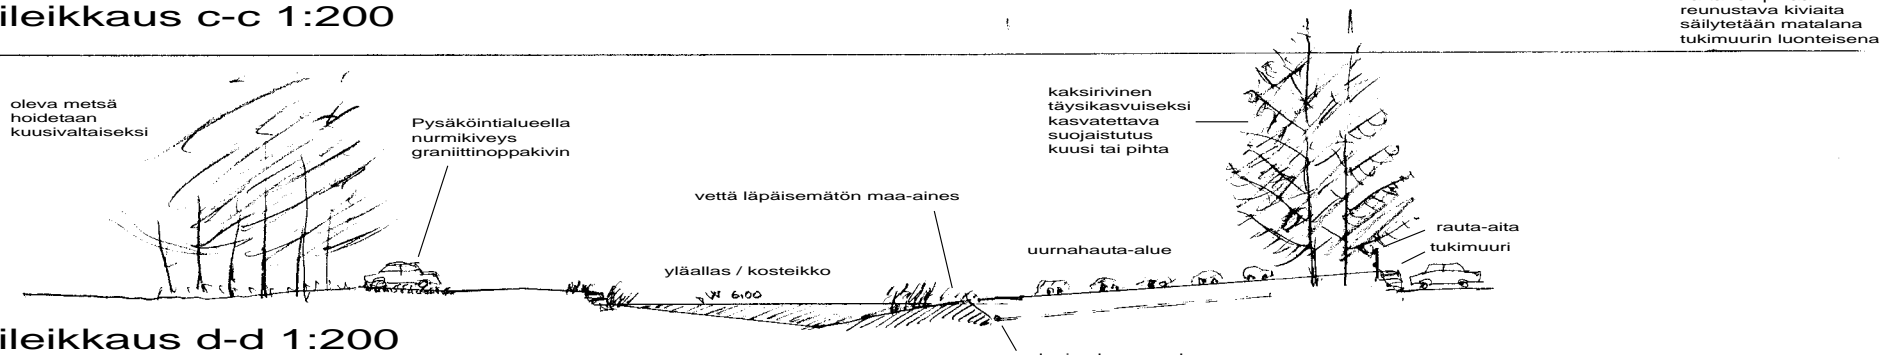 ileikkaus c-c 1:200
reunustava kiviaita
säilytetään matalana
tukimuurin luonteisena
oleva metsä
hoidetaan
kuusivaltaiseksi
Pysäköintialueella
nurmikiveys
graniittinoppakivin
kaksirivinen
täysikasvuiseksi
kasvatettava
suojaistutus
kuusi tai pihta
vettä läpäisemätön maa-aines
rauta-aita
tukimuuri
uurnahauta-alue
yläallas / kosteikko
W 6.00
ileikkaus d-d 1:200